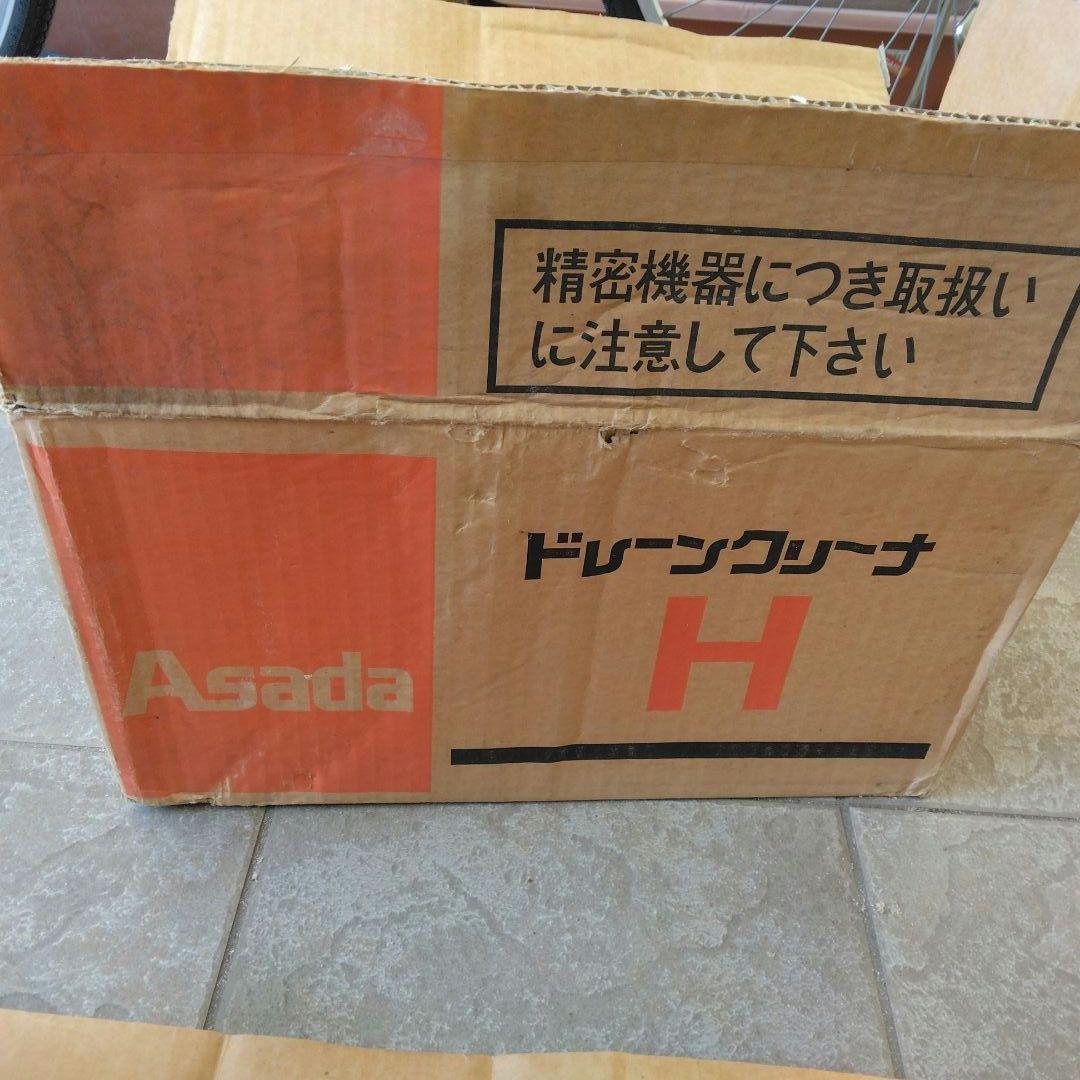 精密機器につき取扱い
に注意して下さい
ドレーンクリーナ
H
Asada